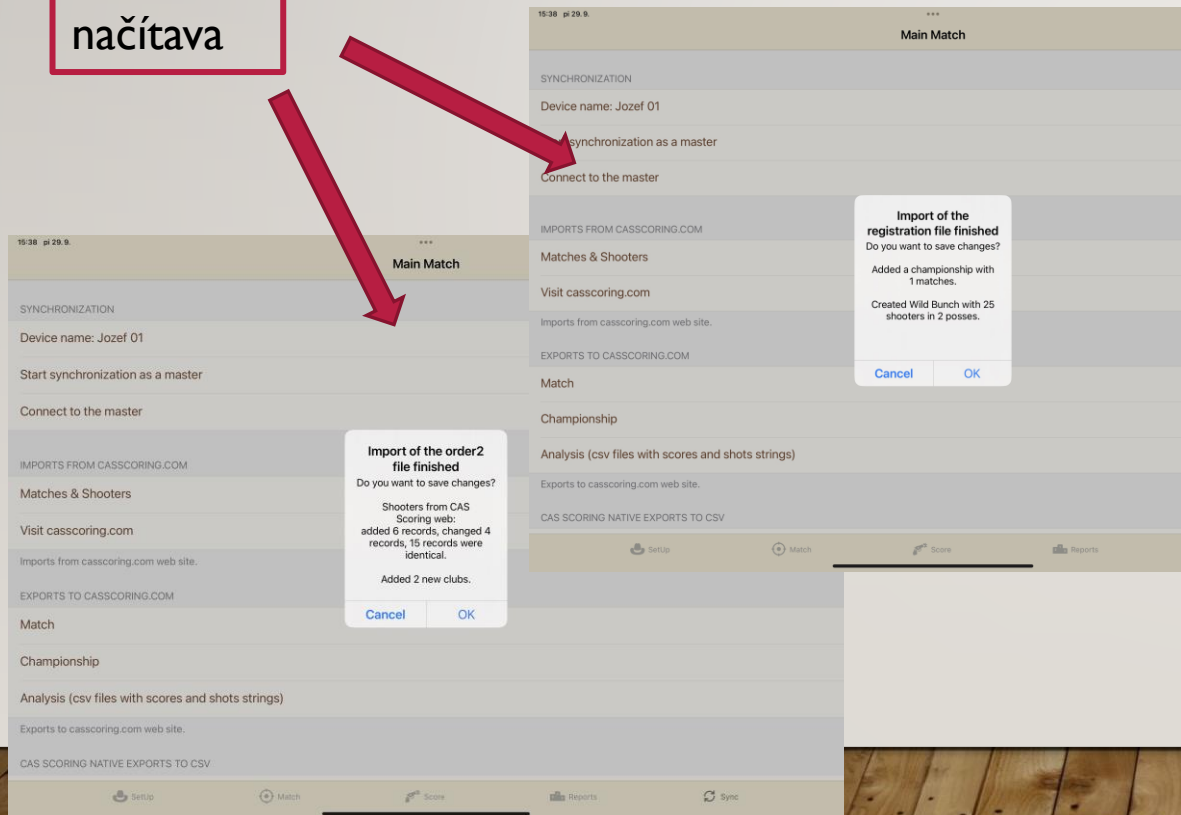 načítava
15:38 pi 29. 9.
Main Match
SYNCHRONIZATION
Device name: Jozef 01
synchronization as a master
Connect to the master
IMPORTS FROM CASSCORING.COM
Matches & Shooters
Visit casscoring.com
Imports from casscoring.com web site.
EXPORTS TO CASSCORING.COM
Match
Championship
Analysis (csv files with scores and shots strings)
Exports to casscoring.com web site.
CAS SCORING NATIVE EXPORTS TO CSV
Import of the
registration file finished
Do you want to save changes?
Added a championship with
1 matches.
Created Wild Bunch with 25
shooters in 2 posses.
Cancel OK
SetUp Match Score Reports
15:38 pi 29. 9.
Main Match
SYNCHRONIZATION
Device name: Jozef 01
Start synchronization as a master
Connect to the master
IMPORTS FROM CASSCORING.COM
Matches & Shooters
Visit casscoring.com
Imports from casscoring.com web site.
EXPORTS TO CASSCORING.COM
Match
Championship
Analysis (csv files with scores and shots strings)
Exports to casscoring.com web site.
CAS SCORING NATIVE EXPORTS TO CSV
Import of the order2
file finished
Do you want to save changes?
Shooters from CAS
Scoring web:
added 6 records, changed 4
records, 15 records were
identical.
Added 2 new clubs.
Cancel OK
SetUp Match Score Reports Sync